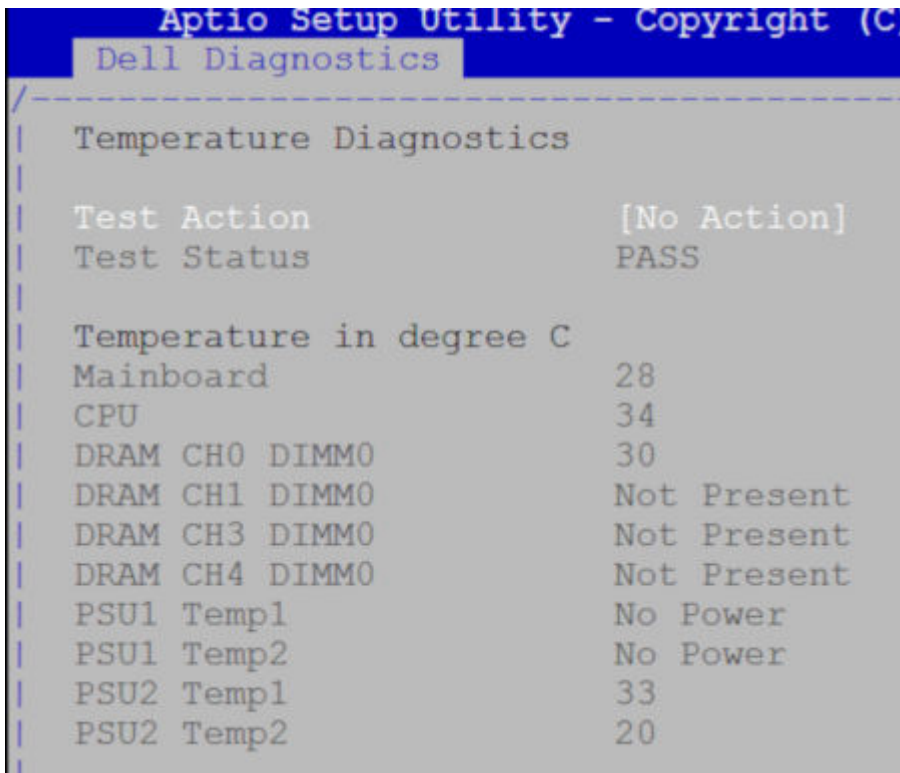 Aptio Setup Utility - Copyright (C
Dell Diagnostics
Temperature Diagnostics
Test Action [No Action]
Test Status PASS
Temperature in degree C
Mainboard 28
CPU 34
DRAM CH0 DIMM0 30
DRAM CH1 DIMM0 Not Present
DRAM CH3 DIMM0 Not Present
DRAM CH4 DIMM0 Not Present
PSU1 Temp1 No Power
PSU1 Temp2 No Power
PSU2 Temp1 33
PSU2 Temp2 20